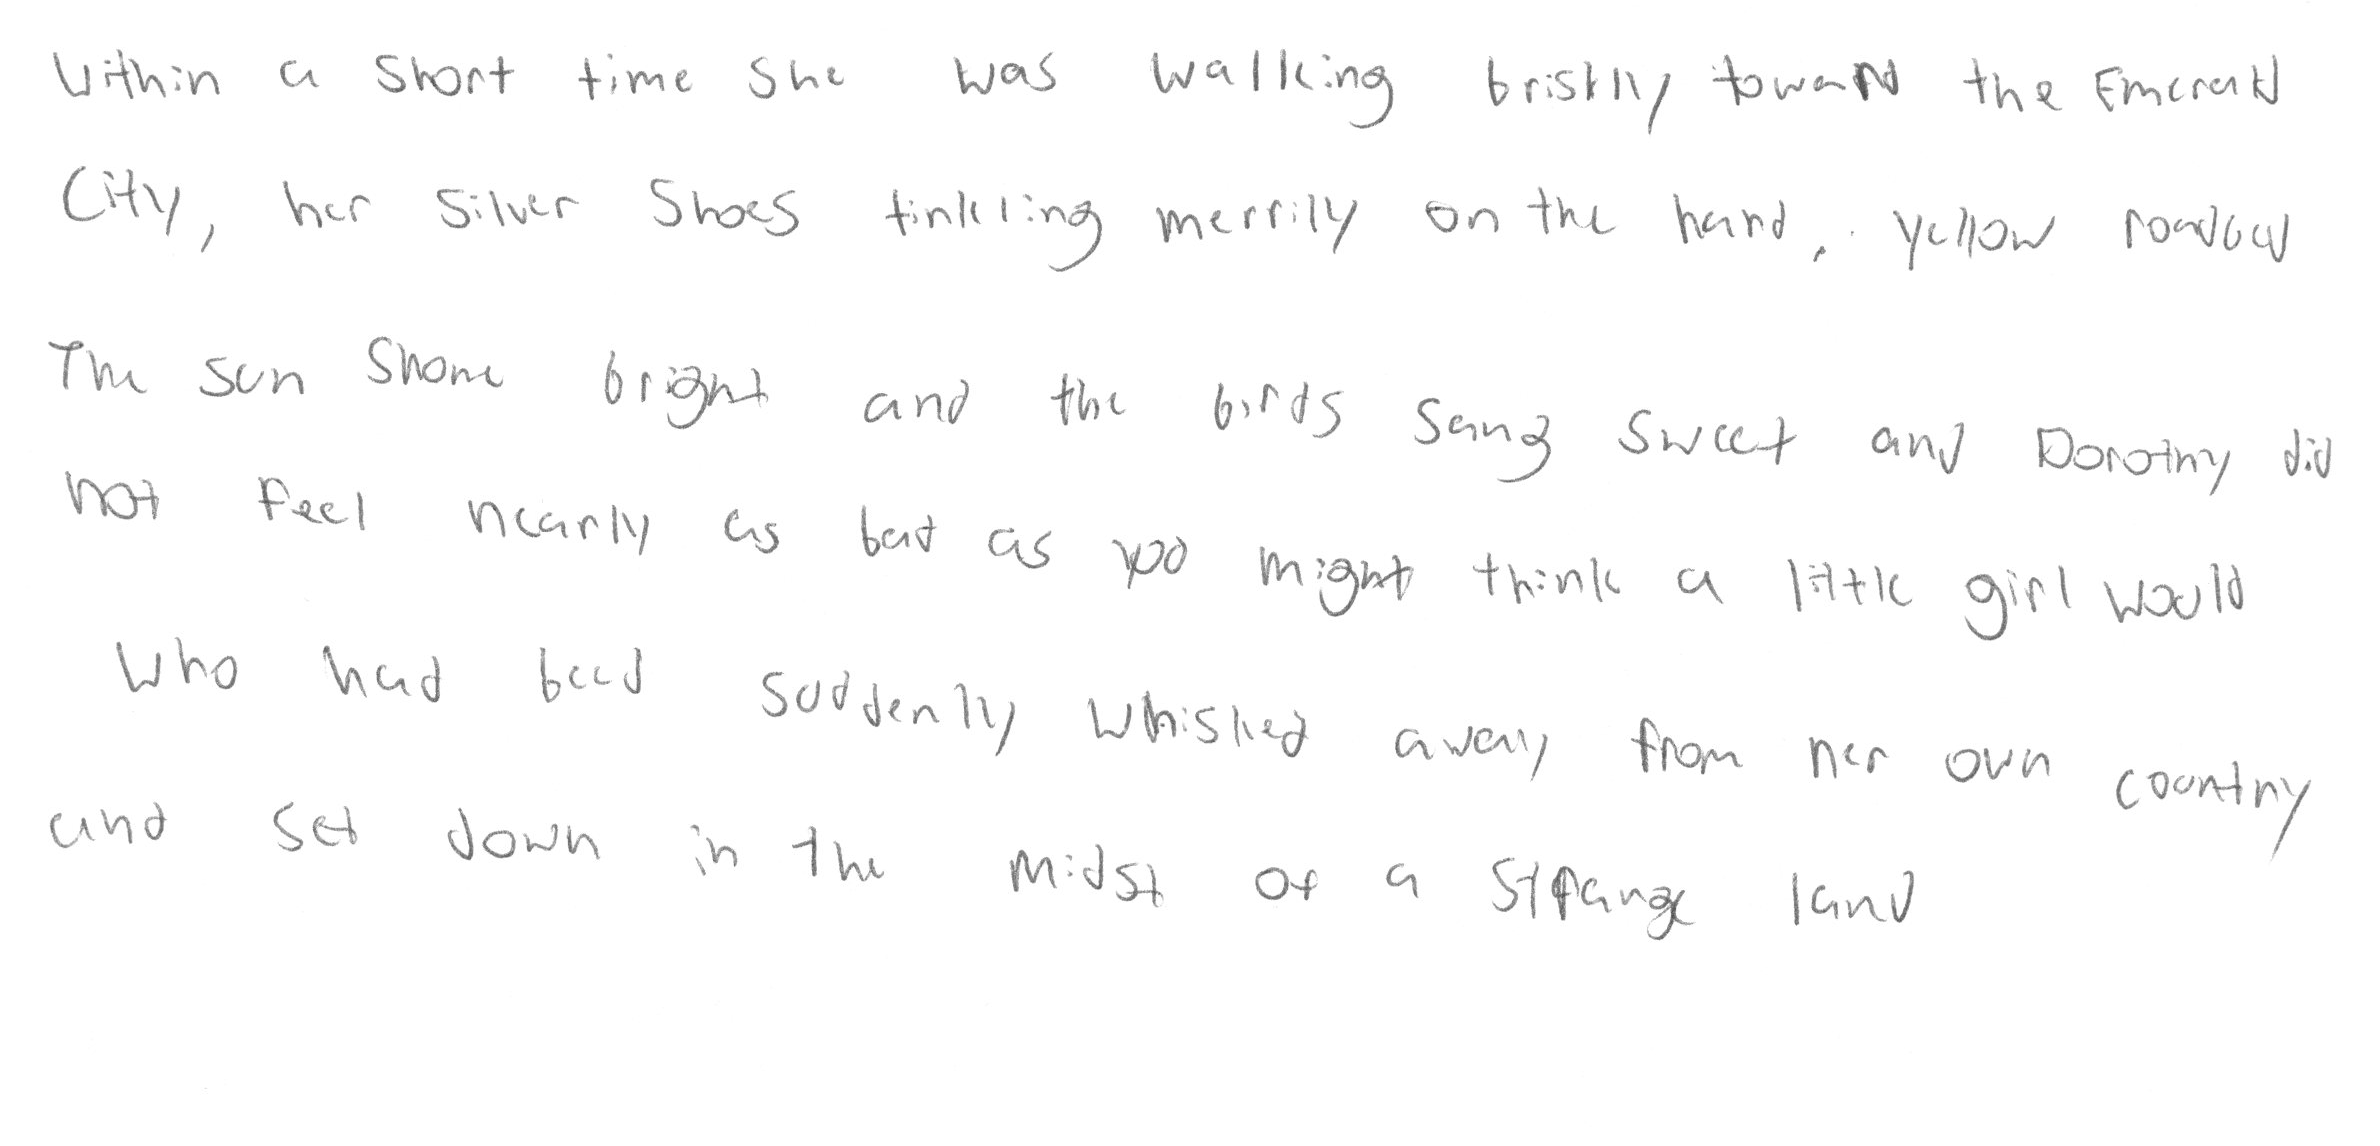 Within a short time she was walking briskly toward the Emerald
City, her Silver Shoes tinkling merrily on the hard, yellow roadbed
The sun shone bright and the birds sang sweet and Dorothy did
not feel nearly as bad as you might think a little girl would
who had beed suddenly whisked away from her own country
and set down in the midst of a strange land